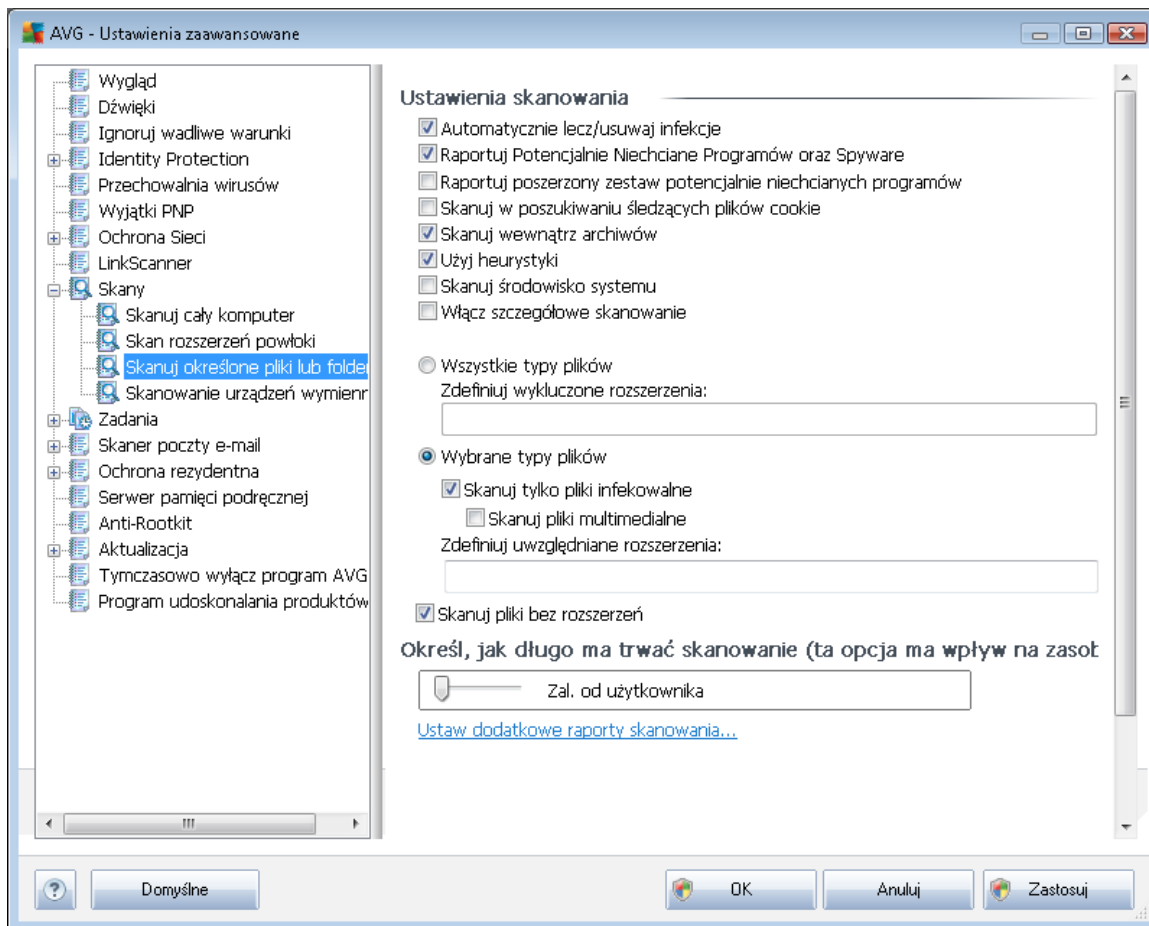 AVG - Ustawienia zaawansowane
Wygląd
Dźwięki
Ignoruj wadliwe warunki
Identity Protection
Przechowalnia wirusów
Wyjątki PNP
Ochrona Sieci
LinkScanner
Skany
Skanuj cały komputer
Skan rozszerzeń powłoki
Skanuj określone pliki lub folder
Skanowanie urządzeń wymienn
Zadania
Skaner poczty e-mail
Ochrona rezydentna
Serwer pamięci podręcznej
Anti-Rootkit
Aktualizacja
Tymczasowo wyłącz program AVG
Program udoskonalania produktów
Ustawienia skanowania
Automatycznie lecz/usuwaj infekcje
Raportuj Potencjalnie Niechciane Programów oraz Spyware
Raportuj poszerzony zestaw potencjalnie niechcianych programów
Skanuj w poszukiwaniu śledzących plików cookie
Skanuj wewnątrz archiwów
Użyj heurystyki
Skanuj środowisko systemu
Włącz szczegółowe skanowanie
Wszystkie typy plików
Zdefiniuj wykluczone rozszerzenia:
Wybrane typy plików
Skanuj tylko pliki infekowalne
Skanuj pliki multimedialne
Zdefiniuj uwzględniane rozszerzenia:
Skanuj pliki bez rozszerzeń
Określ, jak długo ma trwać skanowanie (ta opcja ma wpływ na zasob
Zal. od użytkownika
Ustaw dodatkowe raporty skanowania...
?
Domyślne
OK
Anuluj
Zastosuj